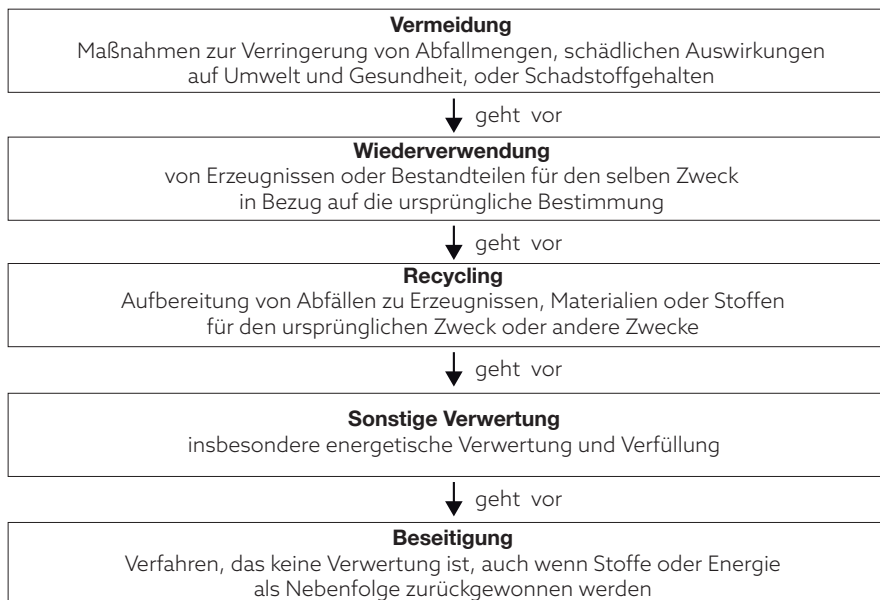 Vermeidung
Maßnahmen zur Verringerung von Abfallmengen, schädlichen Auswirkungen
auf Umwelt und Gesundheit, oder Schadstoffgehalten
geht vor
Wiederverwendung
von Erzeugnissen oder Bestandteilen für den selben Zweck
in Bezug auf die ursprüngliche Bestimmung
geht vor
Recycling
Aufbereitung von Abfällen zu Erzeugnissen, Materialien oder Stoffen
für den ursprünglichen Zweck oder andere Zwecke
geht vor
Sonstige Verwertung
insbesondere energetische Verwertung und Verfüllung
geht vor
Beseitigung
Verfahren, das keine Verwertung ist, auch wenn Stoffe oder Energie
als Nebenfolge zurückgewonnen werden